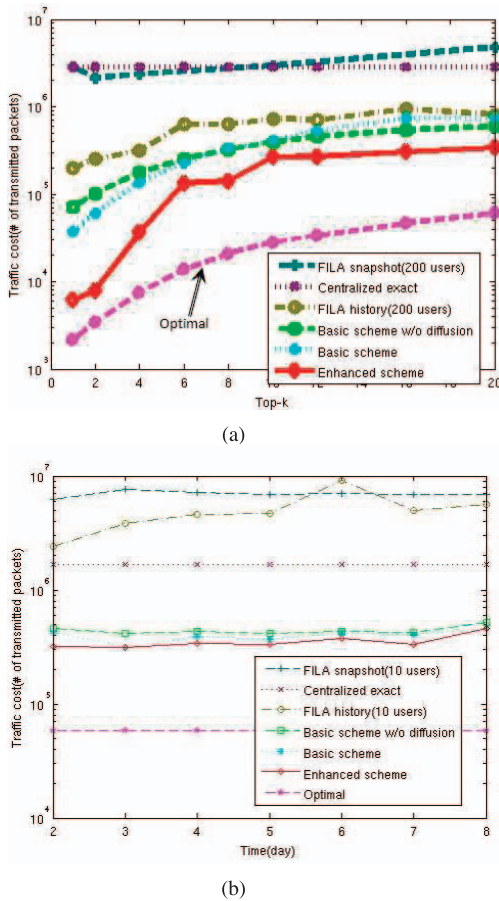 10^7
10^6
10^5
10^4
10^3
Traffic cost(# of transmitted packets)
Optimal
FILA snapshot(200 users)
Centralized exact
FILA history(200 users)
Basic scheme w/o diffusion
Basic scheme
Enhanced scheme
0 2 4 6 8 10 12 14 16 18 20
Top-k
(a)
10^7
10^6
10^5
10^4
Traffic cost(# of transmitted packets)
FILA snapshot(10 users)
Centralized exact
FILA history(10 users)
Basic scheme w/o diffusion
Basic scheme
Enhanced scheme
Optimal
2 3 4 5 6 7 8
Time(day)
(b)